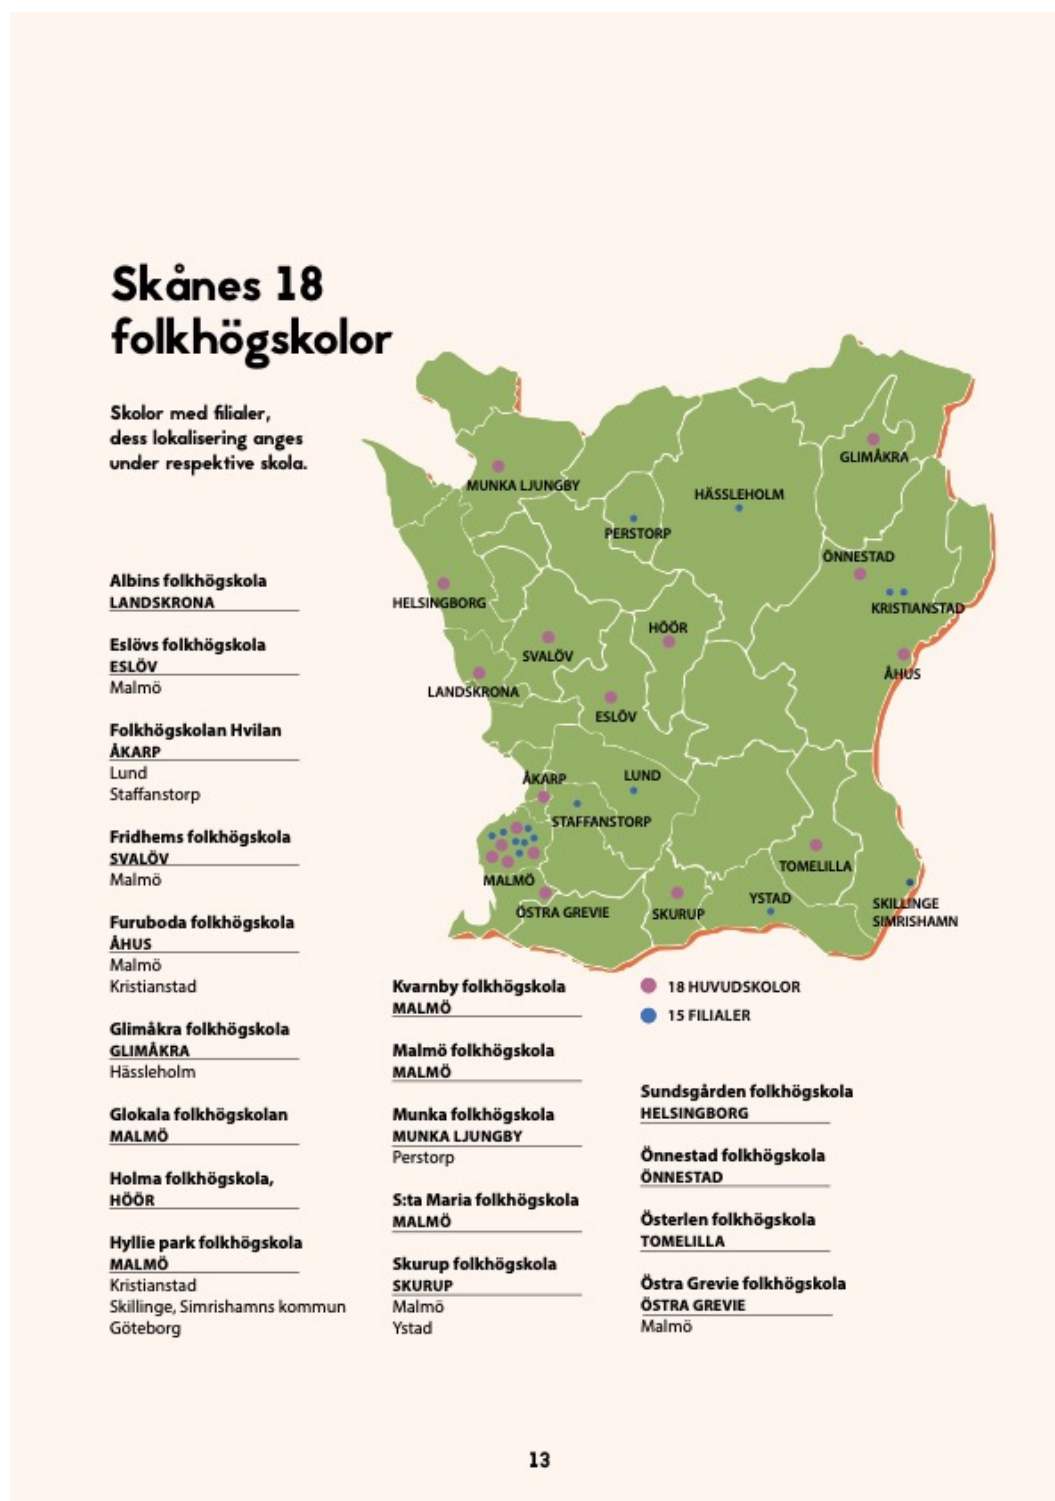 Skånes 18
folkhögskolor
Skolor med filialer,
dess lokalisering anges
under respektive skola.
Albins folkhögskola
LANDSKRONA
Eslövs folkhögskola
ESLÖV
Malmö
Folkhögskolan Hvilan
ÅKARP
Lund
Staffanstorp
Fridhems folkhögskola
SVALÖV
Malmö
Furuboda folkhögskola
ÅHUS
Malmö
Kristianstad
Glimåkra folkhögskola
GLIMÅKRA
Hässleholm
Glokala folkhögskolan
MALMÖ
Holma folkhögskola,
HÖÖR
Hyllie park folkhögskola
MALMÖ
Kristianstad
Skillinge, Simrishamns kommun
Göteborg
GLIMÅKRA
MUNKA LJUNGBY
HÄSSLEHOLM
PERSTORP
ÖNNESTAD
HELSINGBORG
KRISTIANSTAD
HÖÖR
SVALÖV
ÅHUS
LANDSKRONA
ESLÖV
ÅKARP
LUND
STAFFANSTORP
TOMELILLA
MALMÖ
YSTAD
SKILLINGE
SIMRISHAMN
ÖSTRA GREVIE
SKURUP
Kvarnby folkhögskola
MALMÖ
Malmö folkhögskola
MALMÖ
Munka folkhögskola
MUNKA LJUNGBY
Perstorp
S:ta Maria folkhögskola
MALMÖ
Skurup folkhögskola
SKURUP
Malmö
Ystad
18 HUVUDSKOLOR
15 FILIALER
Sundsgården folkhögskola
HELSINGBORG
Önnestad folkhögskola
ÖNNESTAD
Österlen folkhögskola
TOMELILLA
Östra Grevie folkhögskola
ÖSTRA GREVIE
Malmö
13